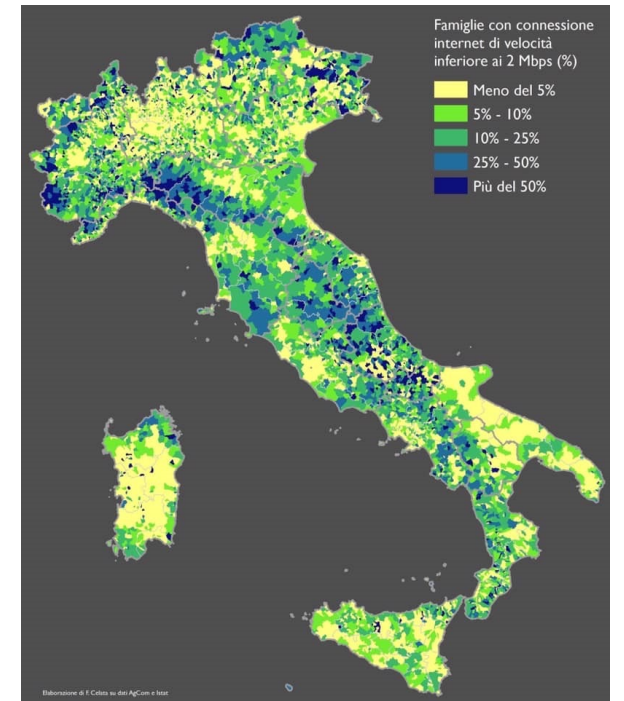 Famiglie con connessione
internet di velocità
inferiore ai 2 Mbps (%)
Meno del 5%
5% - 10%
10% - 25%
25% - 50%
Più del 50%
Elaborazione di F. Celata su dati AgCom e Istat